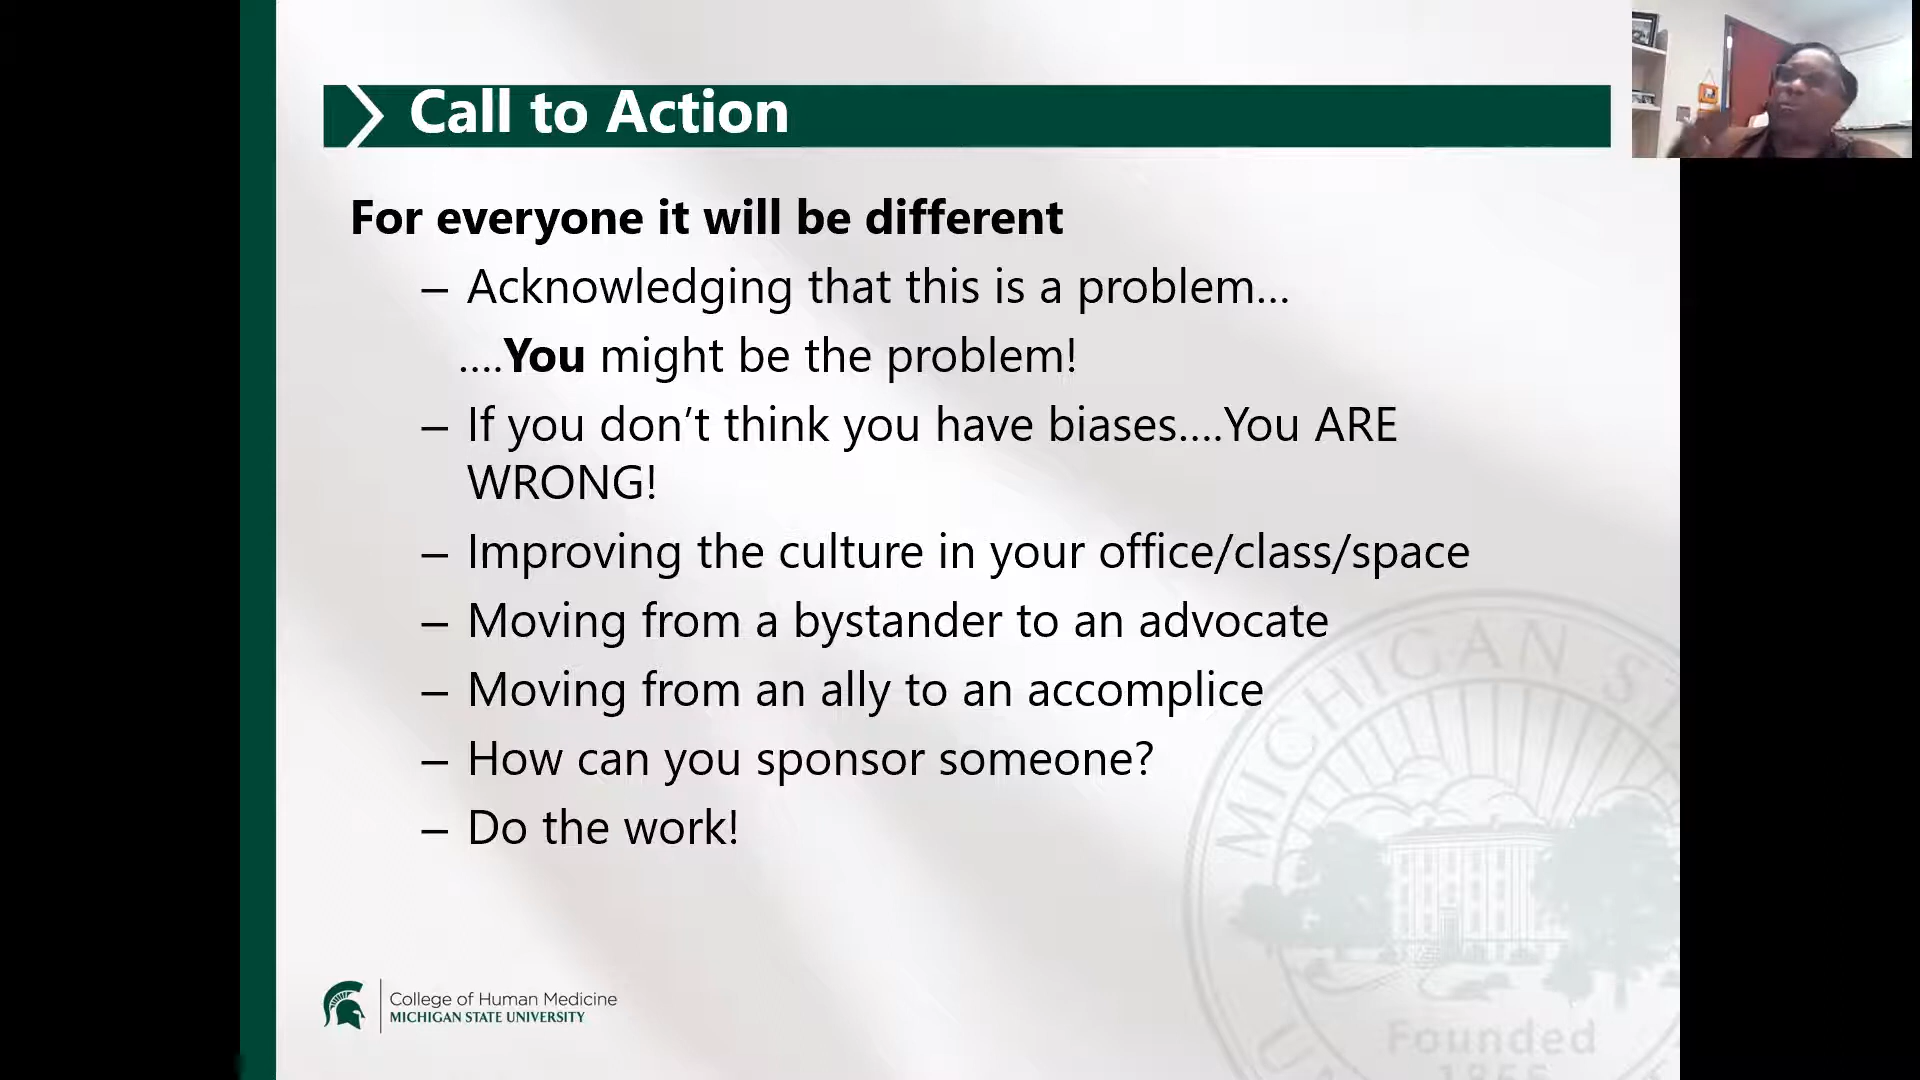 Call to Action
For everyone it will be different
– Acknowledging that this is a problem...
....You might be the problem!
– If you don’t think you have biases....You ARE
WRONG!
– Improving the culture in your office/class/space
– Moving from a bystander to an advocate
– Moving from an ally to an accomplice
– How can you sponsor someone?
– Do the work!
MICHIGAN ST
Founded
College of Human Medicine
MICHIGAN STATE UNIVERSITY